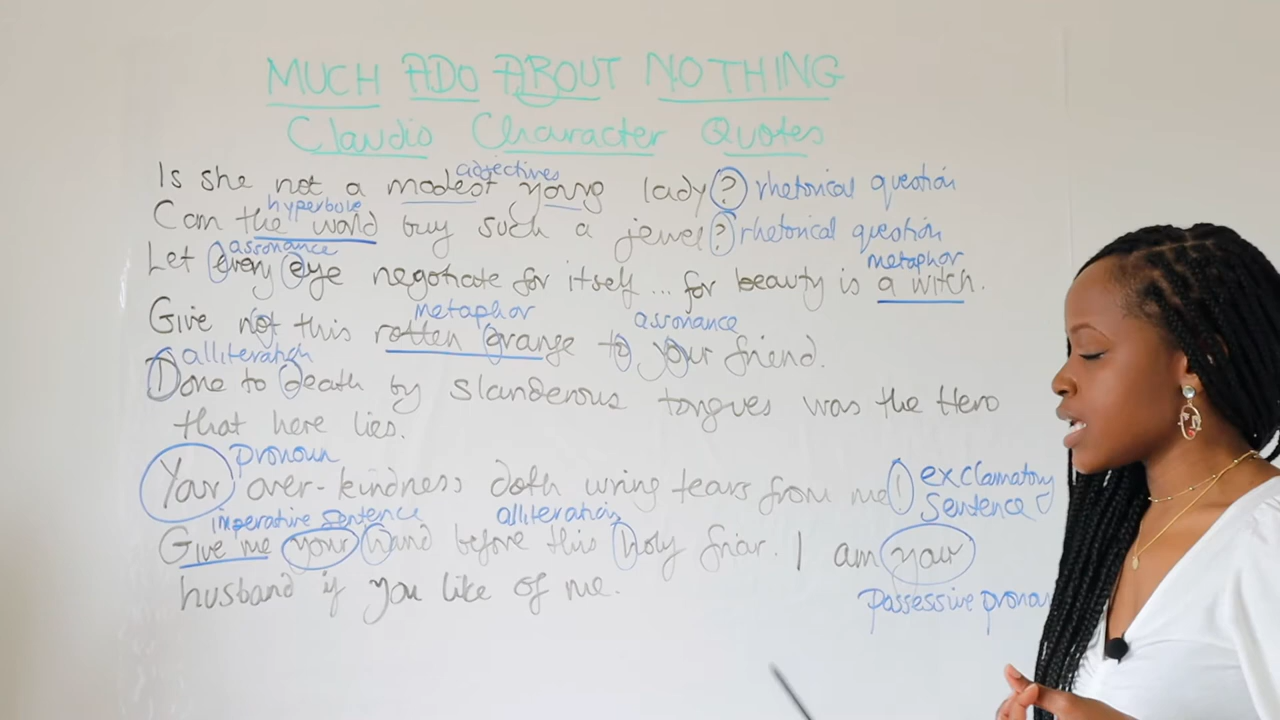 MUCH ADO ABOUT NOTHING
Claudio Character Quotes
adjectives
Is she not a modest young lady? rhetorical question
hyperbole
Can the world buy such a jewel? rhetorical question
assonance metaphor
Let every eye negotiate for itself... for beauty is a witch.
metaphor assonance
Give not this rotten orange to your friend.
alliteration
Done to death by slanderous tongues was the Hero
that here lies.
pronoun exclamatory
Your over-kindness doth wring tears from me! sentence
imperative sentence alliteration
Give me your hand before this holy friar. I am your
husband if you like of me.
possessive pronou